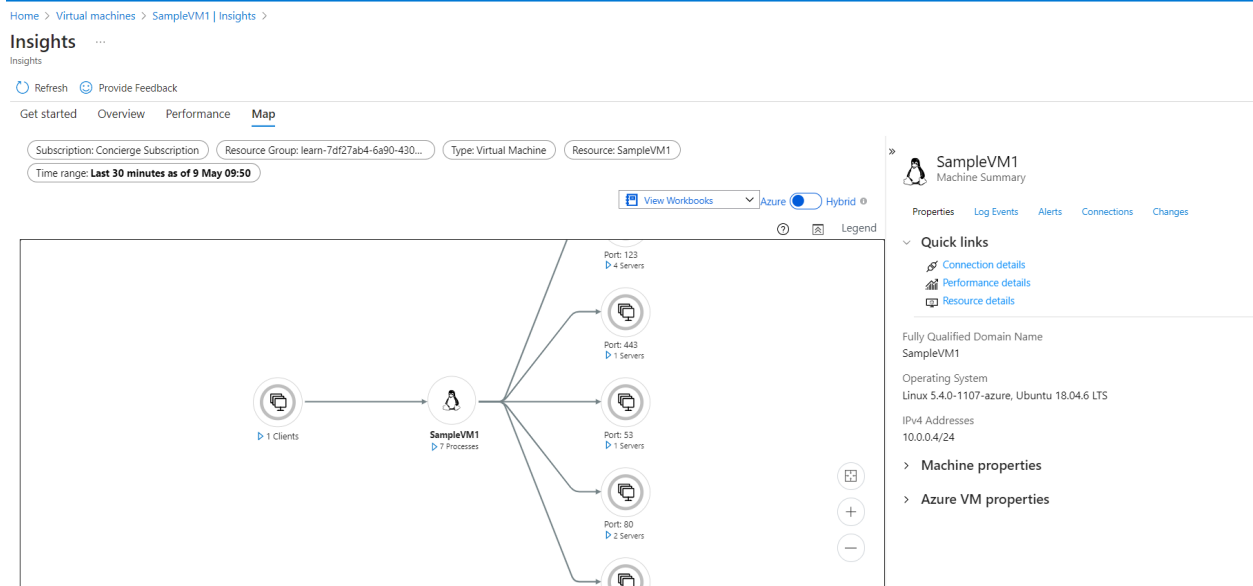 Home > Virtual machines > SampleVM1 | Insights >
Insights ...
Insights
Refresh Provide Feedback
Get started Overview Performance Map
Subscription: Concierge Subscription Resource Group: learn-7df27ab4-6a90-430... Type: Virtual Machine Resource: SampleVM1
Time range: Last 30 minutes as of 9 May 09:50
View Workbooks Azure Hybrid
Legend
Port: 123
4 Servers
Port: 443
1 Servers
1 Clients
SampleVM1
7 Processes
Port: 53
1 Servers
Port: 80
2 Servers
SampleVM1
Machine Summary
Properties Log Events Alerts Connections Changes
Quick links
Connection details
Performance details
Resource details
Fully Qualified Domain Name
SampleVM1
Operating System
Linux 5.4.0-1107-azure, Ubuntu 18.04.6 LTS
IPv4 Addresses
10.0.0.4/24
Machine properties
Azure VM properties